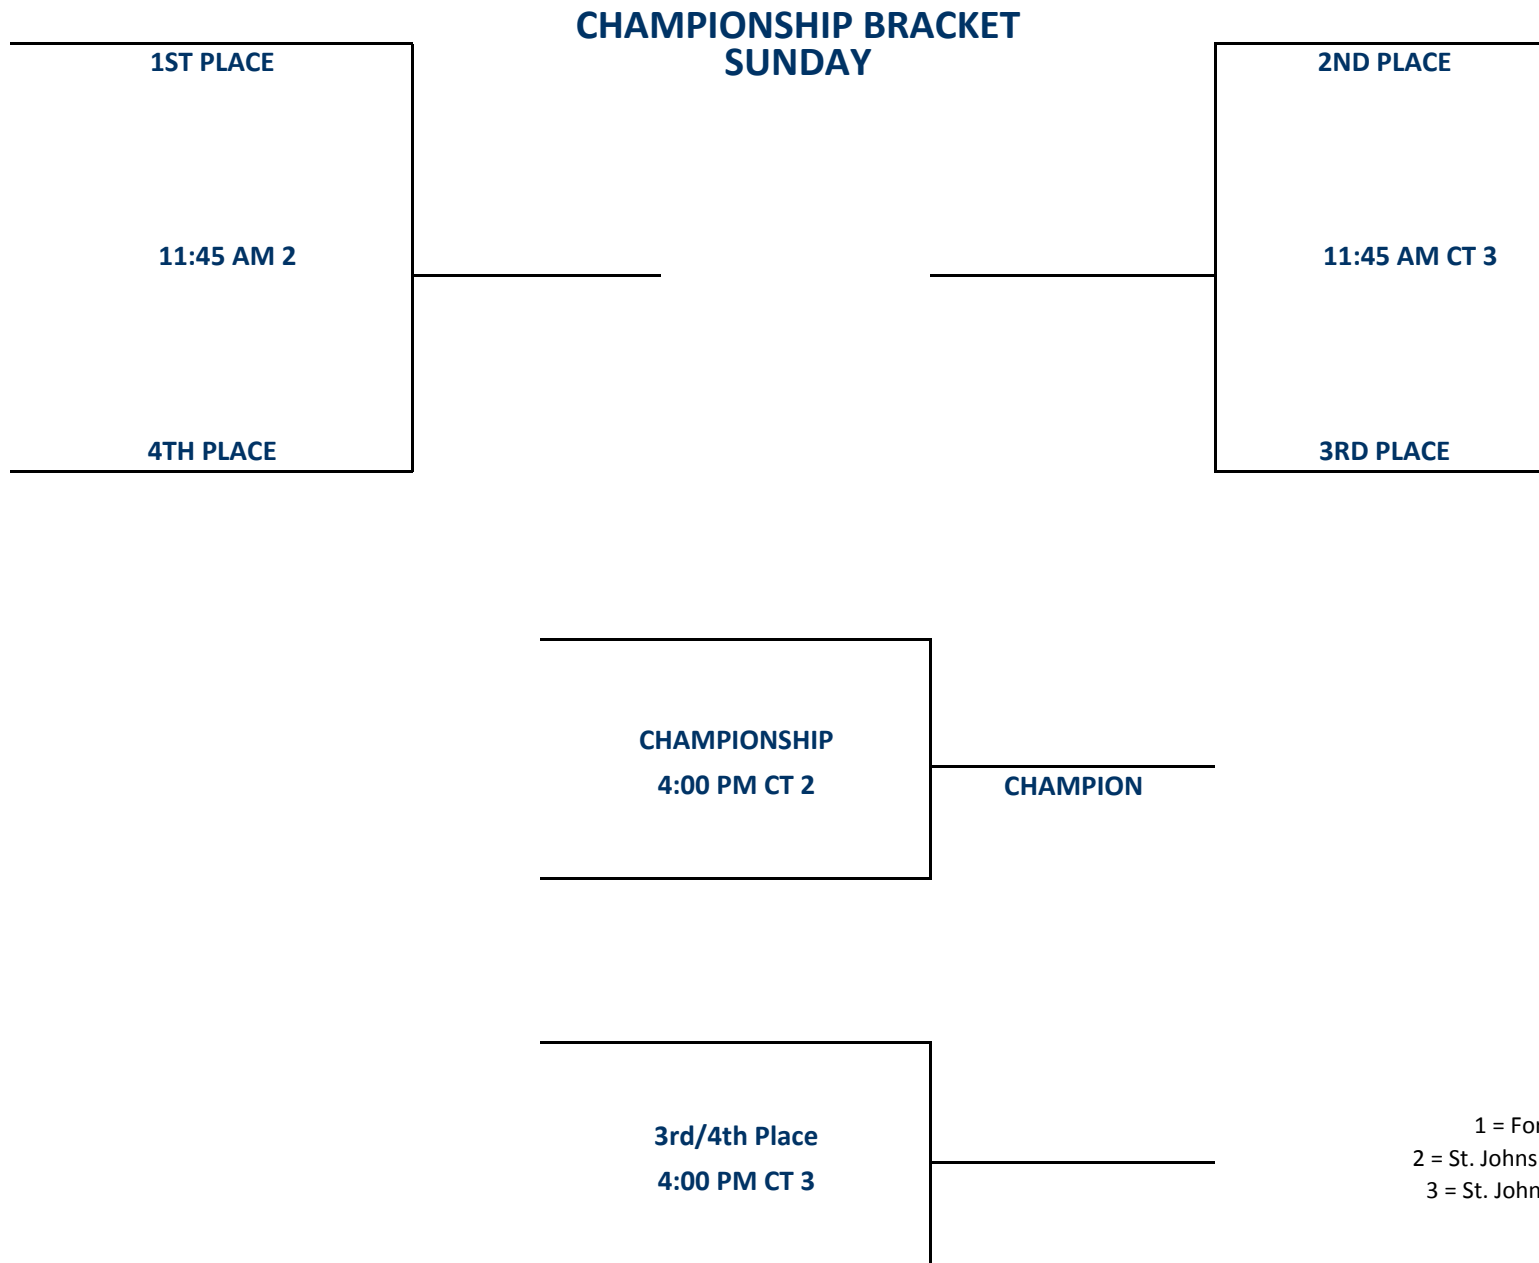 CHAMPIONSHIP BRACKET
SUNDAY
1ST PLACE
2ND PLACE
11:45 AM 2
11:45 AM CT 3
4TH PLACE
3RD PLACE
CHAMPIONSHIP
4:00 PM CT 2
CHAMPION
3rd/4th Place
4:00 PM CT 3
1 =
2 = St. Johns
3 = St.